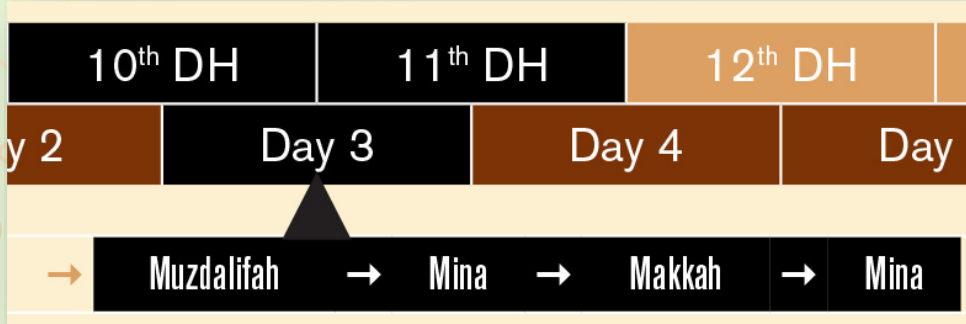 10th DH 11th DH 12th DH
y 2 Day 3 Day 4 Day
→ Muzdalifah → Mina → Makkah → Mina